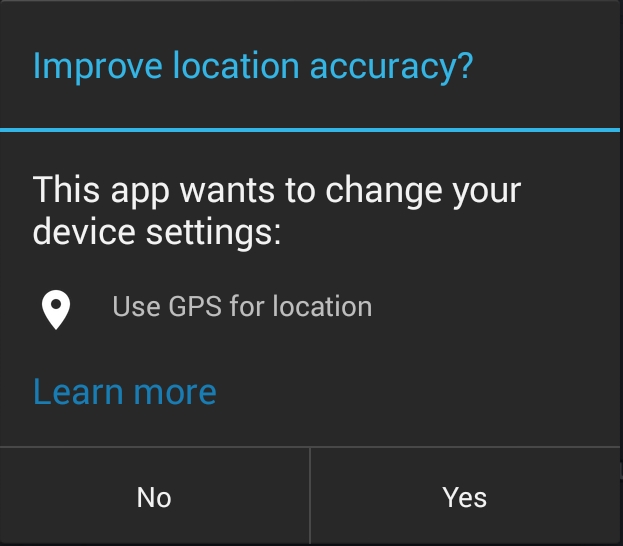 Improve location accuracy?
This app wants to change your
device settings:
Use GPS for location
Learn more
No
Yes